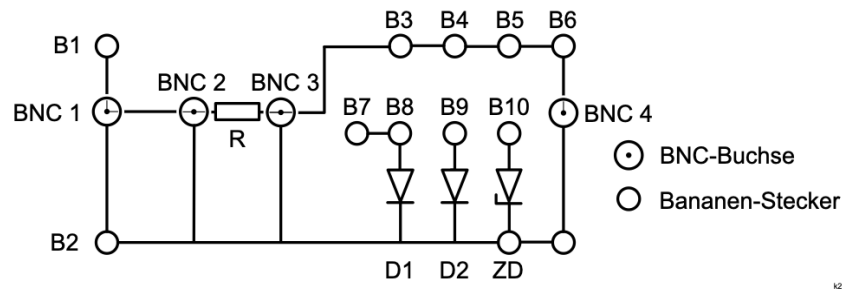 B3 B4 B5 B6
B1
BNC 2 BNC 3
BNC 1
B7 B8 B9 B10
BNC 4
R
BNC-Buchse
Bananen-Stecker
B2
D1 D2 ZD
k2